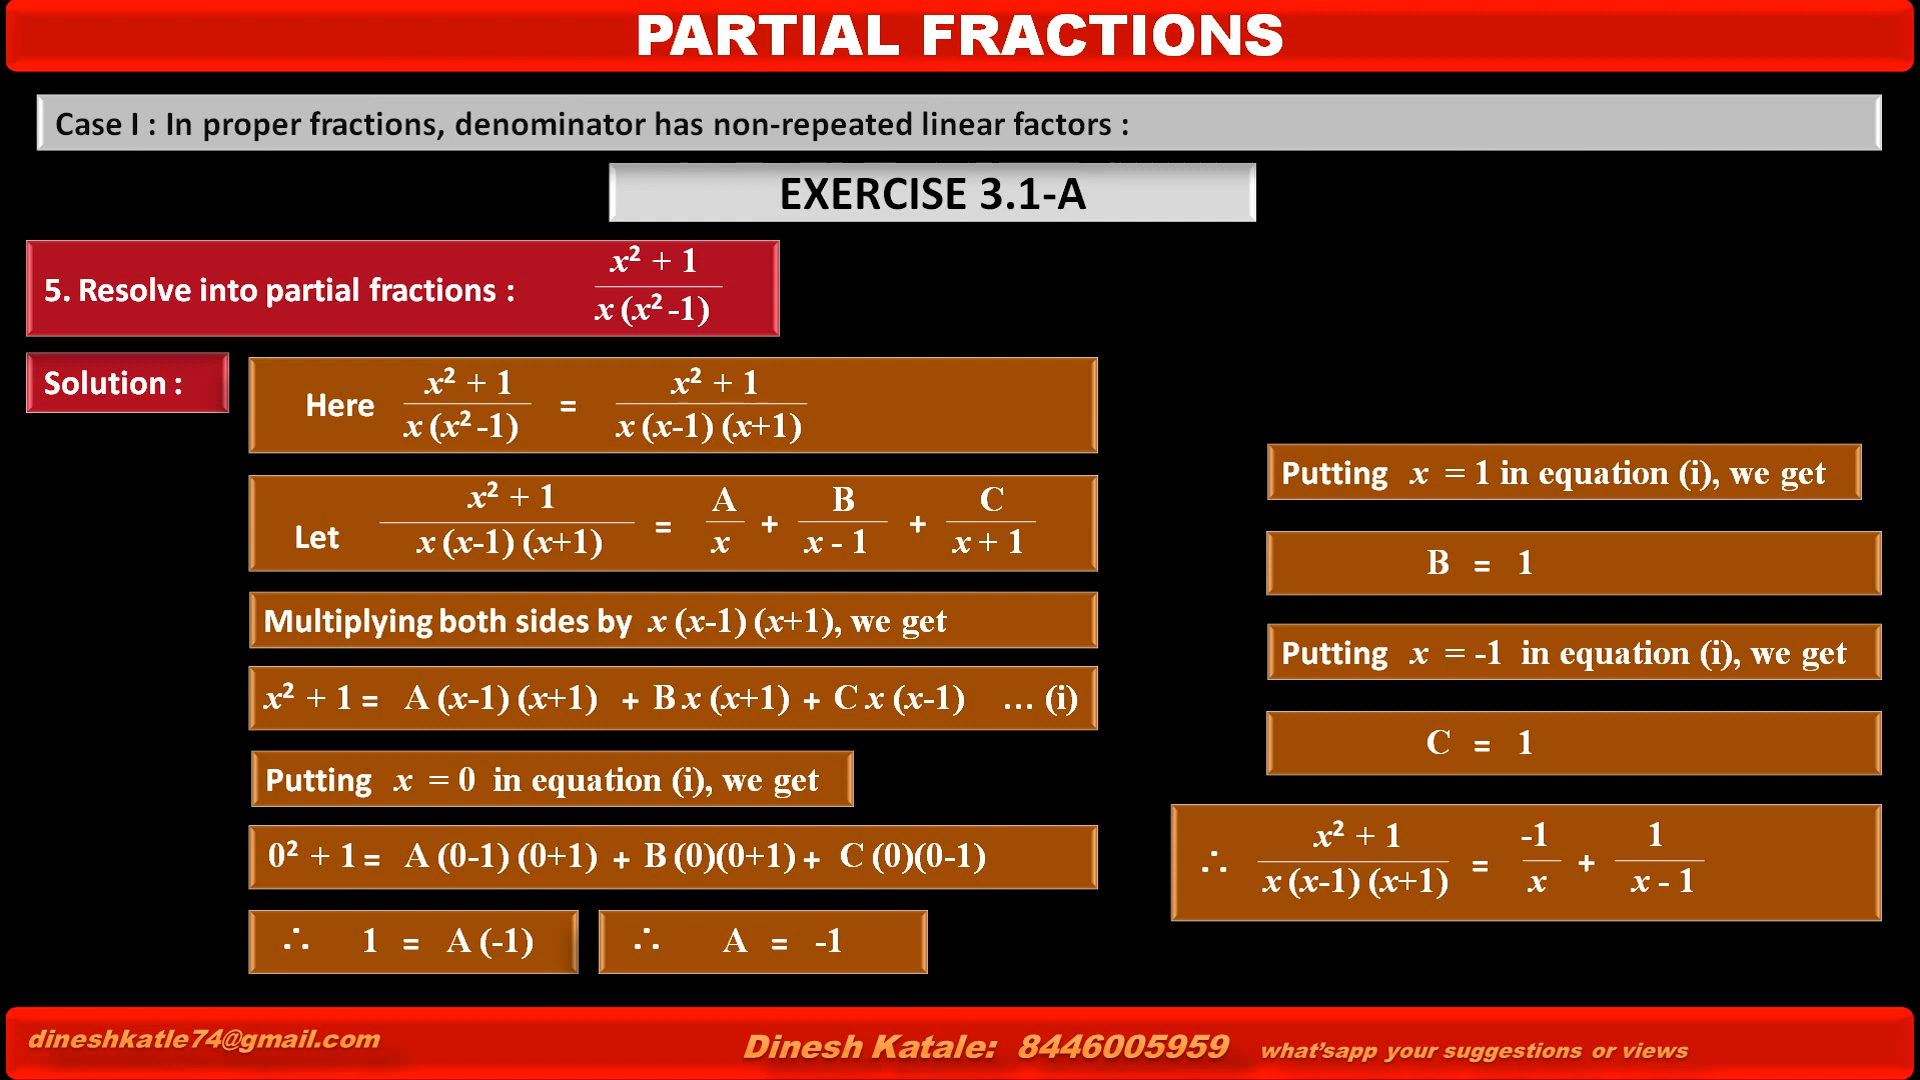 PARTIAL FRACTIONS
Case I : In proper fractions, denominator has non-repeated linear factors :
EXERCISE 3.1-A
5. Resolve into partial fractions : x² + 1 / x (x² -1)
Solution :
Here x² + 1 / x (x² -1) = x² + 1 / x (x-1) (x+1)
Let x² + 1 / x (x-1) (x+1) = A / x + B / x - 1 + C / x + 1
Multiplying both sides by x (x-1) (x+1), we get
x² + 1 = A (x-1) (x+1) + B x (x+1) + C x (x-1) ... (i)
Putting x = 0 in equation (i), we get
0² + 1 = A (0-1) (0+1) + B (0)(0+1) + C (0)(0-1)
∴ 1 = A (-1) ∴ A = -1
Putting x = 1 in equation (i), we get
B = 1
Putting x = -1 in equation (i), we get
C = 1
∴ x² + 1 / x (x-1) (x+1) = -1 / x + 1 / x - 1
dineshkatle74@gmail.com Dinesh Katale: 8446005959 what'sapp your suggestions or views